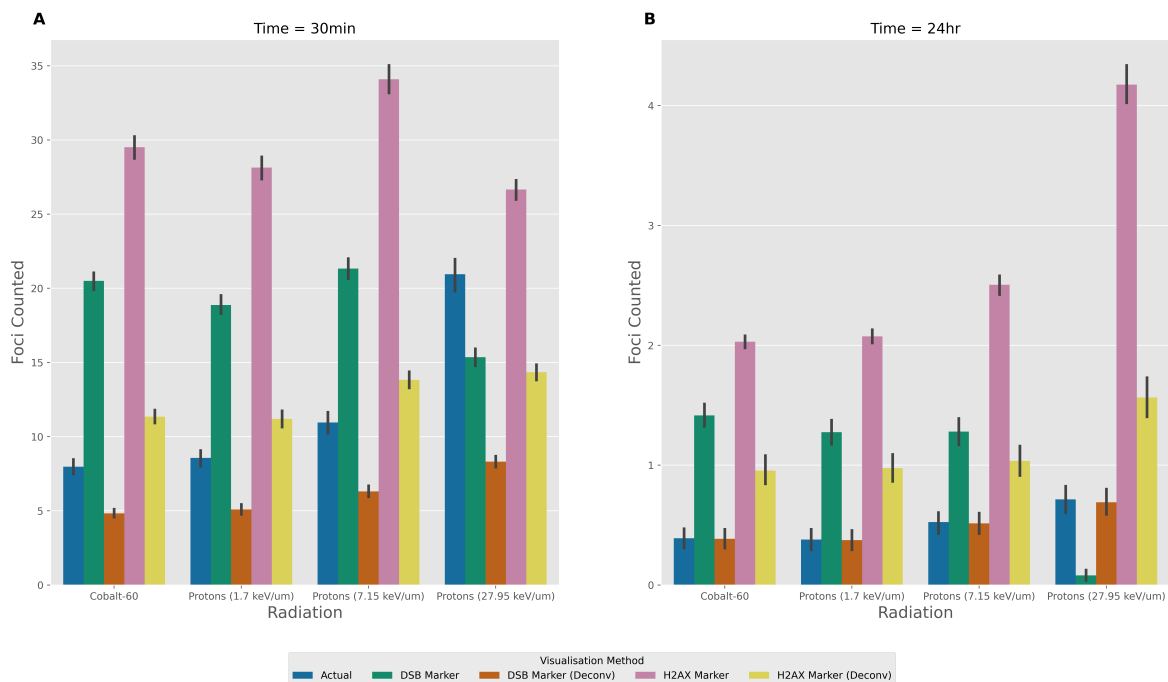 A
Time = 30min
Foci Counted
35
30
25
20
15
10
5
0
Cobalt-60
Protons (1.7 keV/um)
Protons (7.15 keV/um)
Protons (27.95 keV/um)
Radiation
B
Time = 24hr
Foci Counted
4
3
2
1
0
Cobalt-60
Protons (1.7 keV/um)
Protons (7.15 keV/um)
Protons (27.95 keV/um)
Radiation
Visualisation Method
Actual
DSB Marker
DSB Marker (Deconv)
H2AX Marker
H2AX Marker (Deconv)